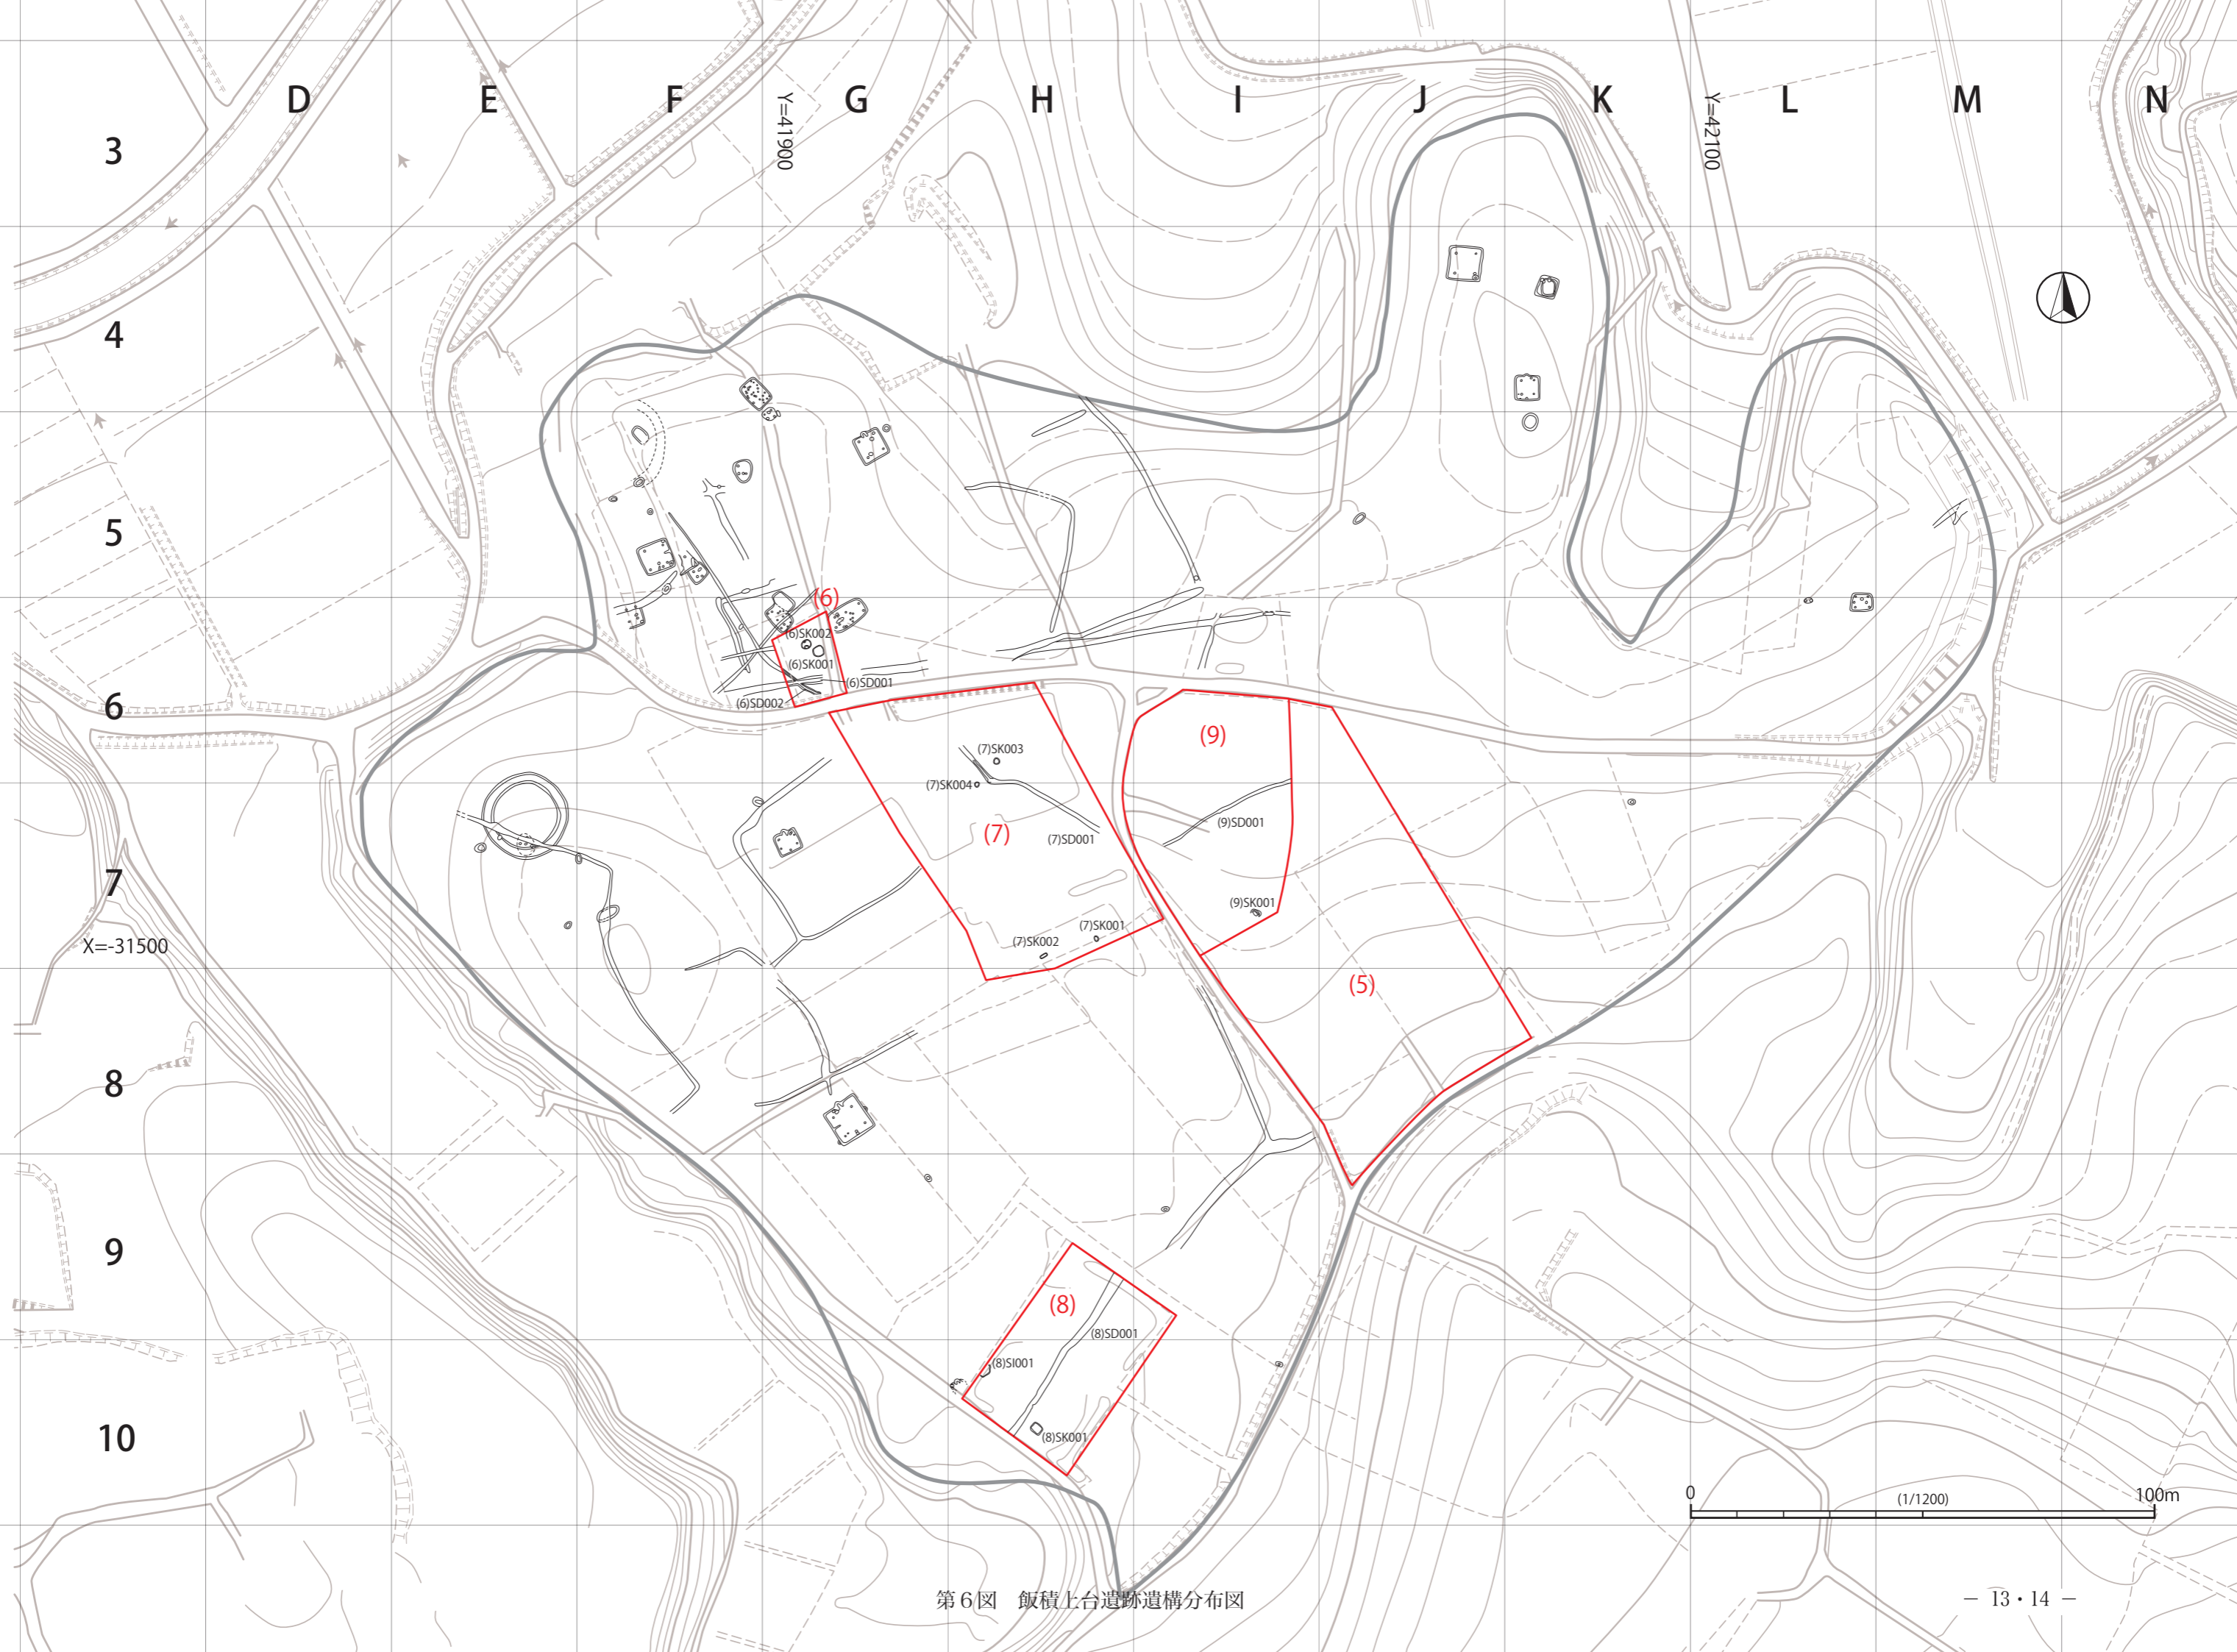 D E F G H I J K L M N
Y=41900
Y=42100
3
4
5
(6)
(6)SK002
(6)SK001
(6)SD001
(6)SD002
6
(9)
(7)SK003
(7)SK004
(9)SD001
(7)
(7)SD001
7
(9)SK001
(7)SK001
(7)SK002
X=-31500
(5)
8
9
(8)
(8)SD001
(8)SI001
10
(8)SK001
0 (1/1200) 100m
第6図 飯積上台遺跡遺構分布図
― 13・14 ―